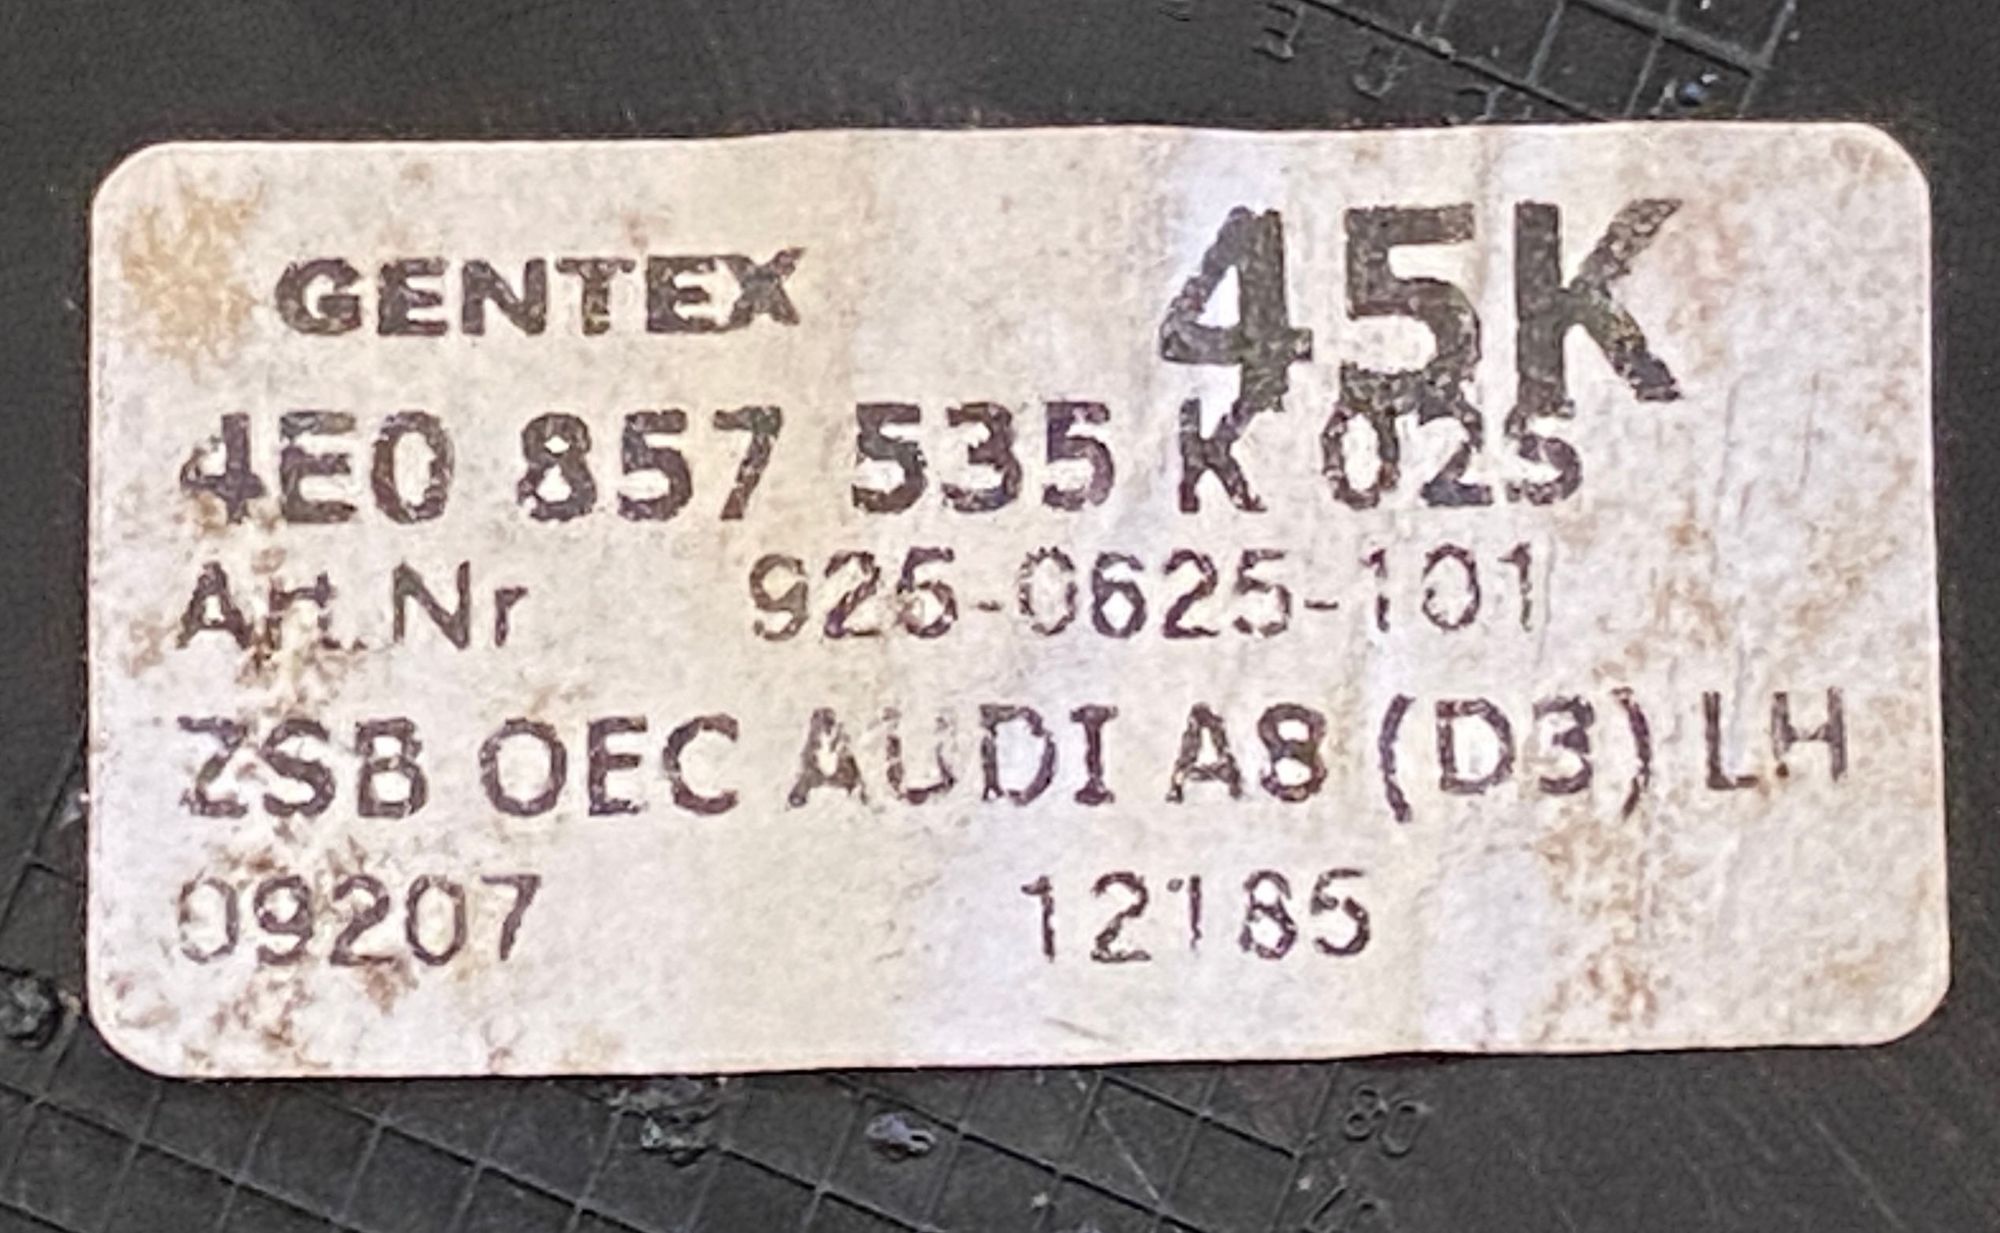 GENTEX 45K
4E0 857 535 K 025
Art.Nr 925-0625-101
ZSB OEC AUDI A8 (D3) LH
09207 12185
80